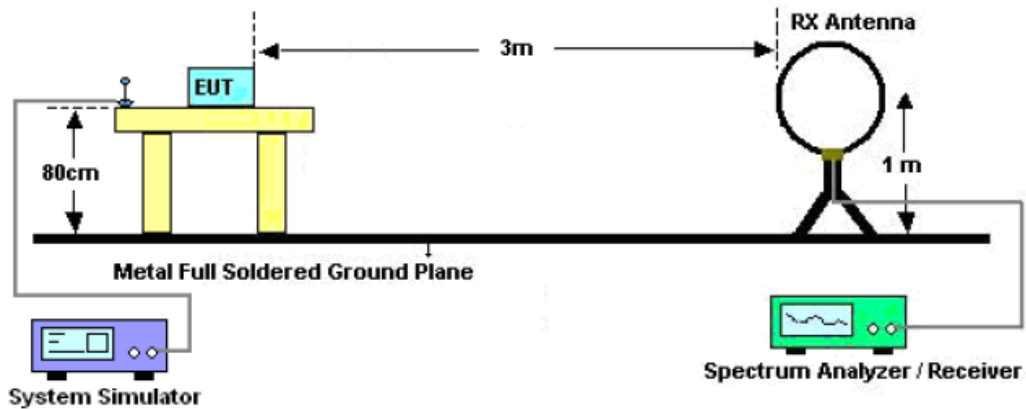 RX Antenna
3m
EUT
80cm
1 m
Metal Full Soldered Ground Plane
System Simulator
Spectrum Analyzer / Receiver